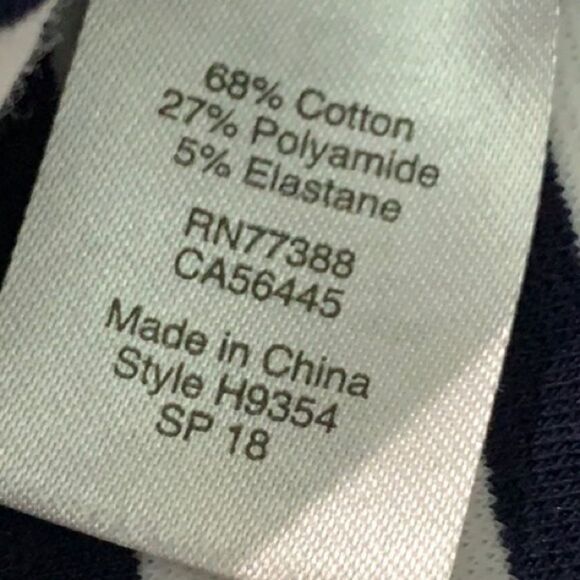 68% Cotton
27% Polyamide
5% Elastane
RN77388
CA56445
Made in China
Style H9354
SP 18